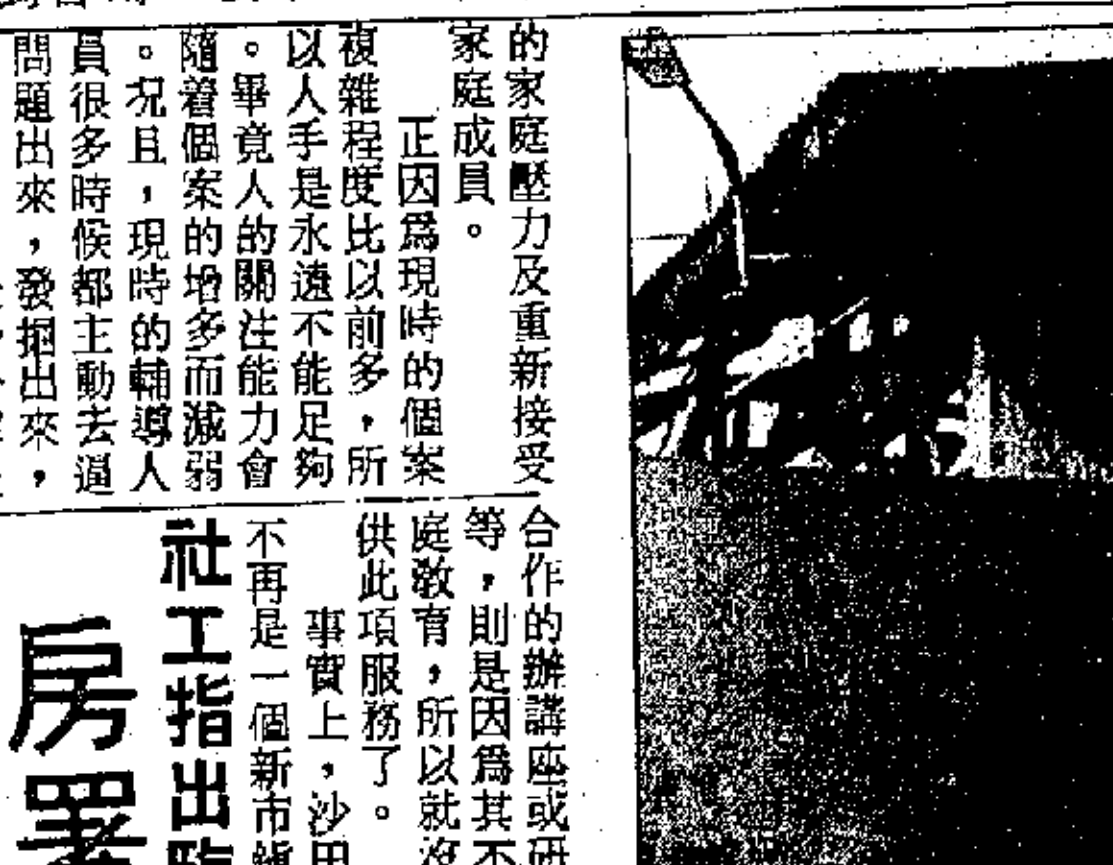 的家庭壓力及重新接受
家庭成員。
正因爲現時的個案
複雜程度比以前多，所
以人手是永遠不能足夠
。畢竟人的關注能力會
隨着個案的增多而減弱
。況且，現時的輔導人
員很多時候都主動去逼
問題出來，發掘出來，
合作的辦講座或研
等，則是因爲其不
庭敎育，所以就沒
供此項服務了。
事實上，沙田
不再是一個新市鎮
社工指出臨
房署